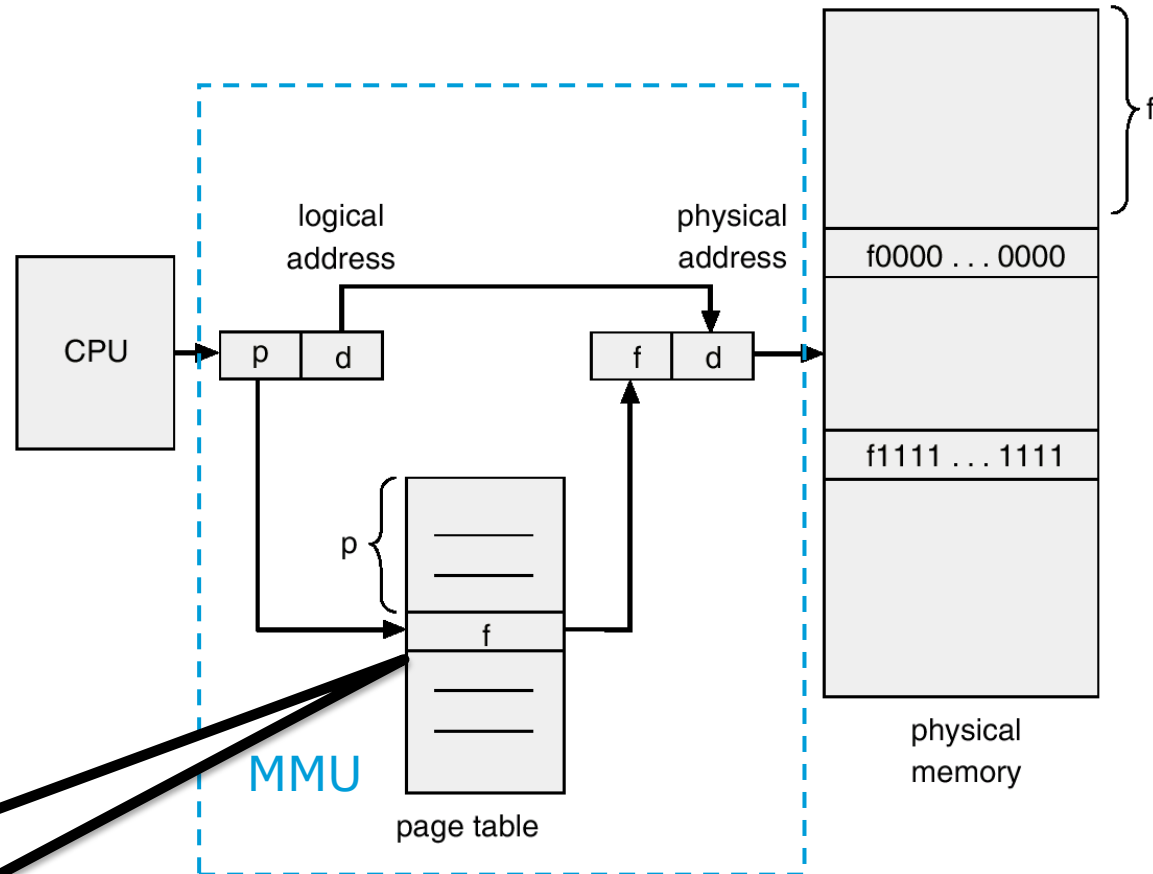 f
f0000 . . . 0000
logical
address
physical
address
CPU
p
d
f
d
f1111 . . . 1111
p
f
MMU
page table
physical
memory